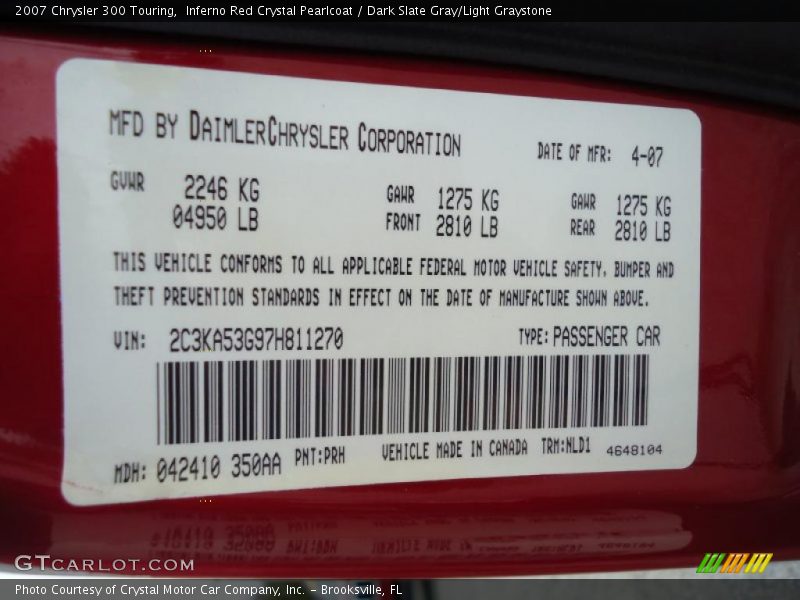 2007 Chrysler 300 Touring,  Inferno Red Crystal Pearlcoat / Dark Slate Gray/Light Graystone
MFD BY DAIMLERCHRYSLER CORPORATION DATE OF MFR: 4-07
GVWR 2246 KG GAWR 1275 KG GAWR 1275 KG
04950 LB FRONT 2810 LB REAR 2810 LB
THIS VEHICLE CONFORMS TO ALL APPLICABLE FEDERAL MOTOR VEHICLE SAFETY, BUMPER AND
THEFT PREVENTION STANDARDS IN EFFECT ON THE DATE OF MANUFACTURE SHOWN ABOVE.
VIN: 2C3KA53G97H811270 TYPE: PASSENGER CAR
MDH: 042410 350AA PNT:PRH VEHICLE MADE IN CANADA TRM:NLD1 4648104
GTCARLOT.COM
Photo Courtesy of Crystal Motor Car Company, Inc. – Brooksville, FL